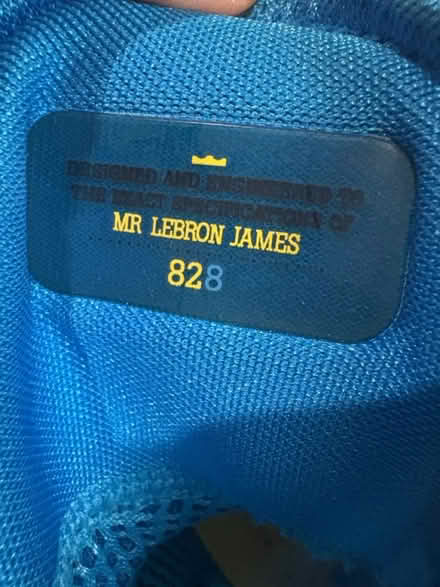 DESIGNED AND ENGINEERED TO
THE EXACT SPECIFICATIONS OF
MR LEBRON JAMES
828